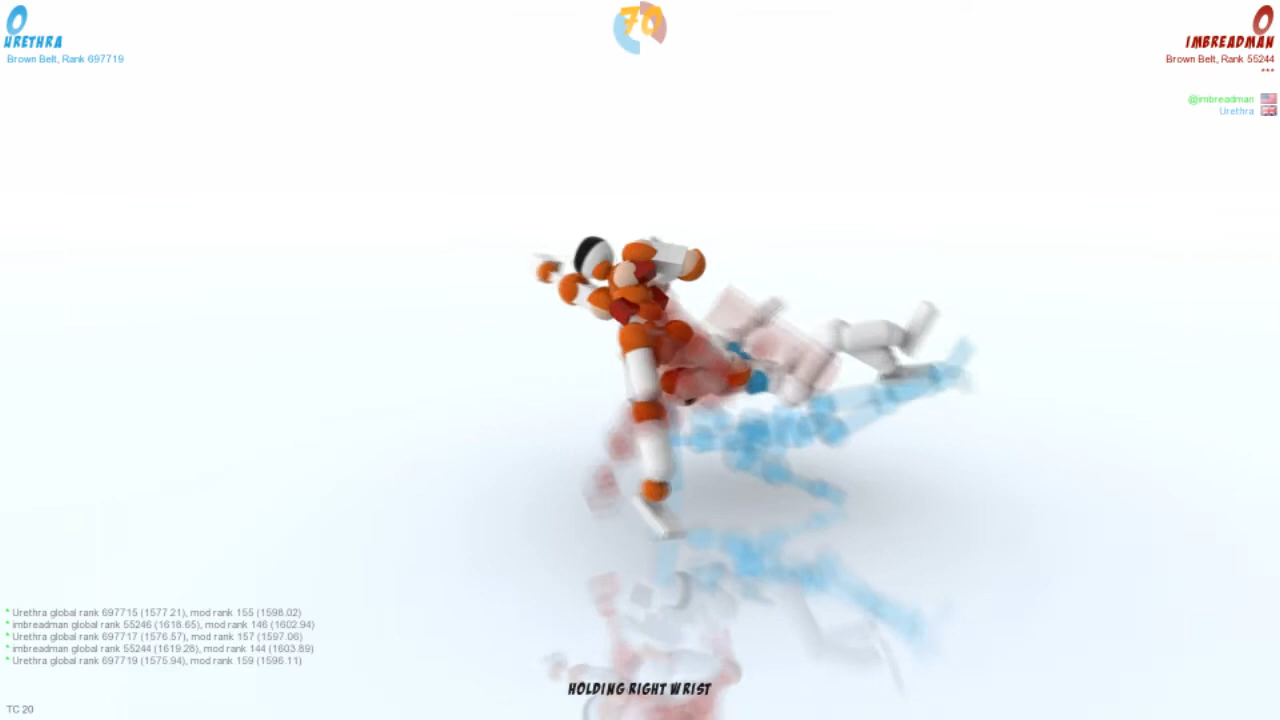 0
URETHRA
Brown Belt, Rank 697719
70
0
IMBREADMAN
Brown Belt, Rank 55244
***
@imbreadman
Urethra
* Urethra global rank 697715 (1577.21), mod rank 155 (1598.02)
* imbreadman global rank 55246 (1618.65), mod rank 146 (1602.94)
* Urethra global rank 697717 (1576.57), mod rank 157 (1597.06)
* imbreadman global rank 55244 (1619.28), mod rank 144 (1603.89)
* Urethra global rank 697719 (1575.94), mod rank 159 (1596.11)
HOLDING RIGHT WRIST
TC 20